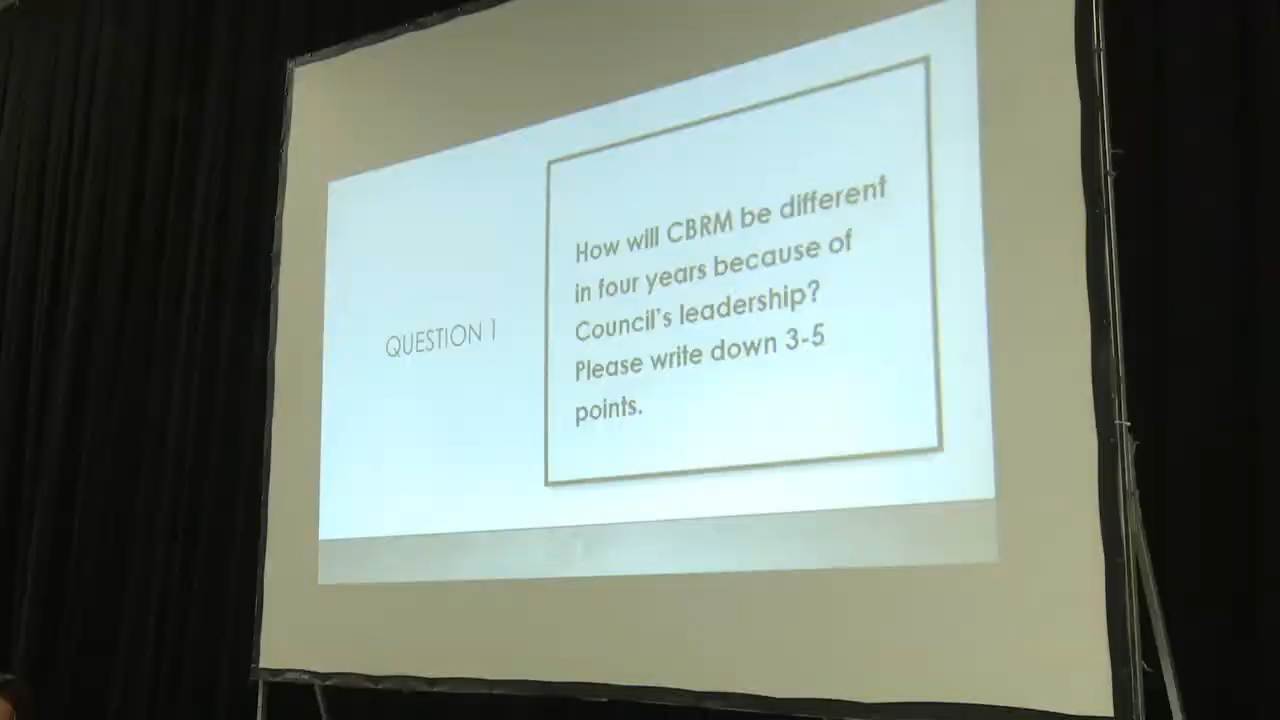 QUESTION 1
How will CBRM be different
in four years because of
Council's leadership?
Please write down 3-5
points.